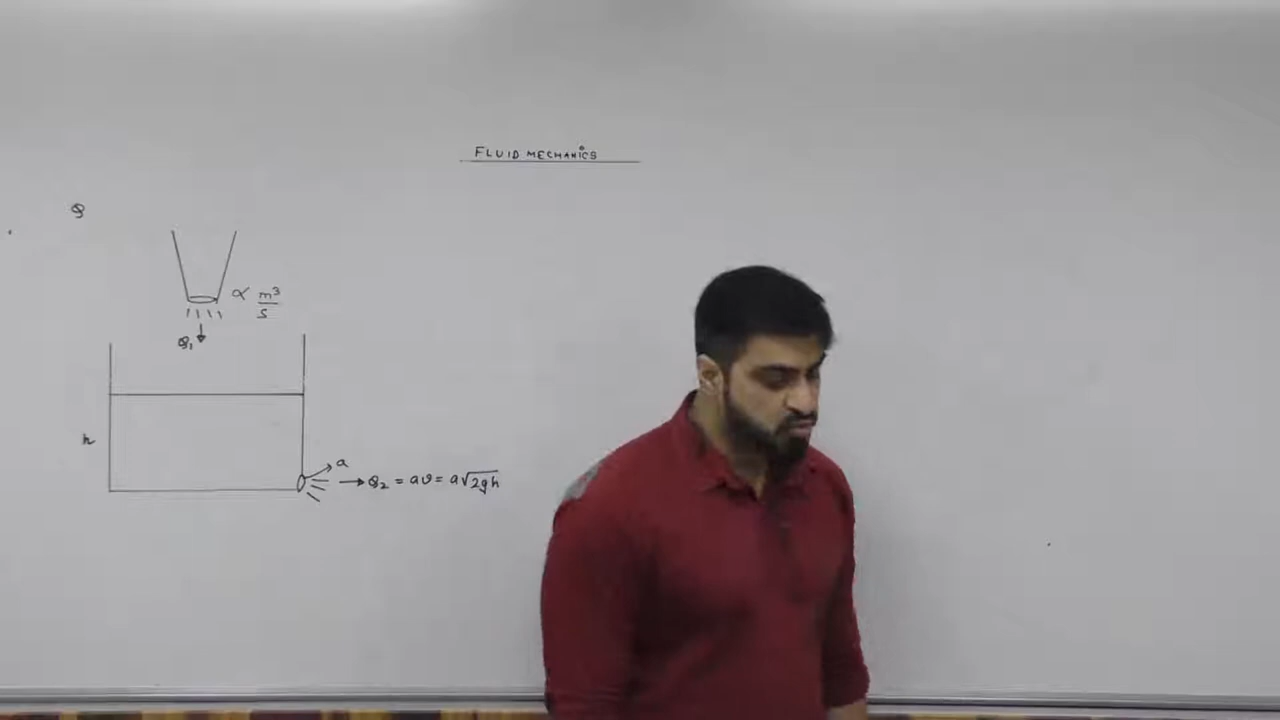 FLUID MECHANICS
Q
α m³/s
Q₁
h
a
Q₂ = av = a√2gh